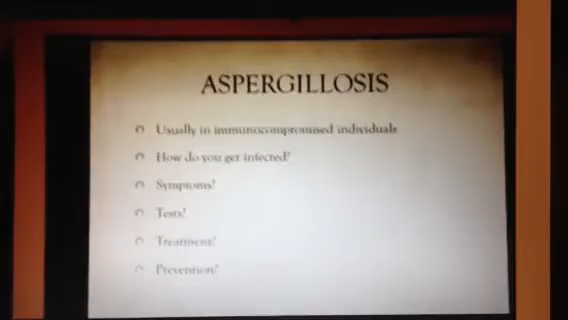 ASPERGILLOSIS
Usually in immunocompromised individuals
How do you get infected?
Symptoms?
Tests?
Treatment?
Prevention?